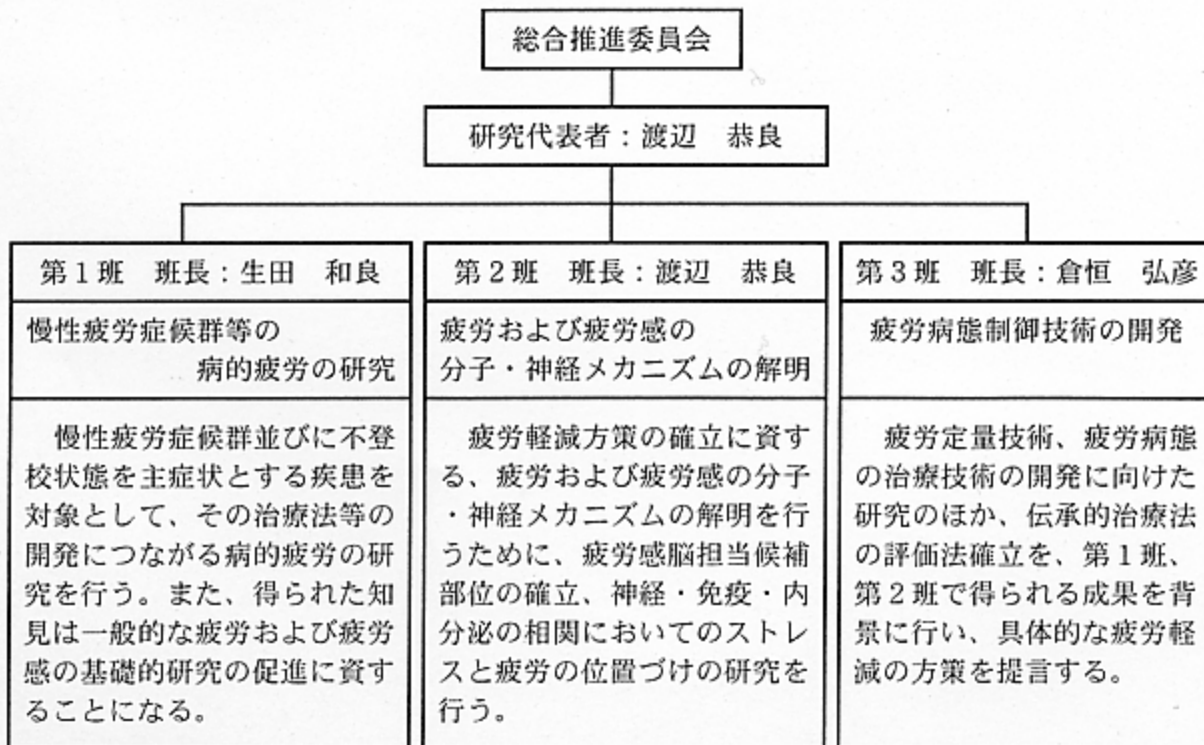 総合推進委員会
研究代表者：渡辺　恭良
第１班　班長：生田　和良
慢性疲労症候群等の
病的疲労の研究
慢性疲労症候群並びに不登
校状態を主症状とする疾患を
対象として、その治療法等の
開発につながる病的疲労の研
究を行う。また、得られた知
見は一般的な疲労および疲労
感の基礎的研究の促進に資す
ることになる。
第２班　班長：渡辺　恭良
疲労および疲労感の
分子・神経メカニズムの解明
疲労軽減方策の確立に資す
る、疲労および疲労感の分子
・神経メカニズムの解明を行
うために、疲労感脳担当候補
部位の確立、神経・免疫・内
分泌の相関においてのストレ
スと疲労の位置づけの研究を
行う。
第３班　班長：倉恒　弘彦
疲労病態制御技術の開発
疲労定量技術、疲労病態
の治療技術の開発に向けた
研究のほか、伝承的治療法
の評価法確立を、第１班、
第２班で得られる成果を背
景に行い、具体的な疲労軽
減の方策を提言する。